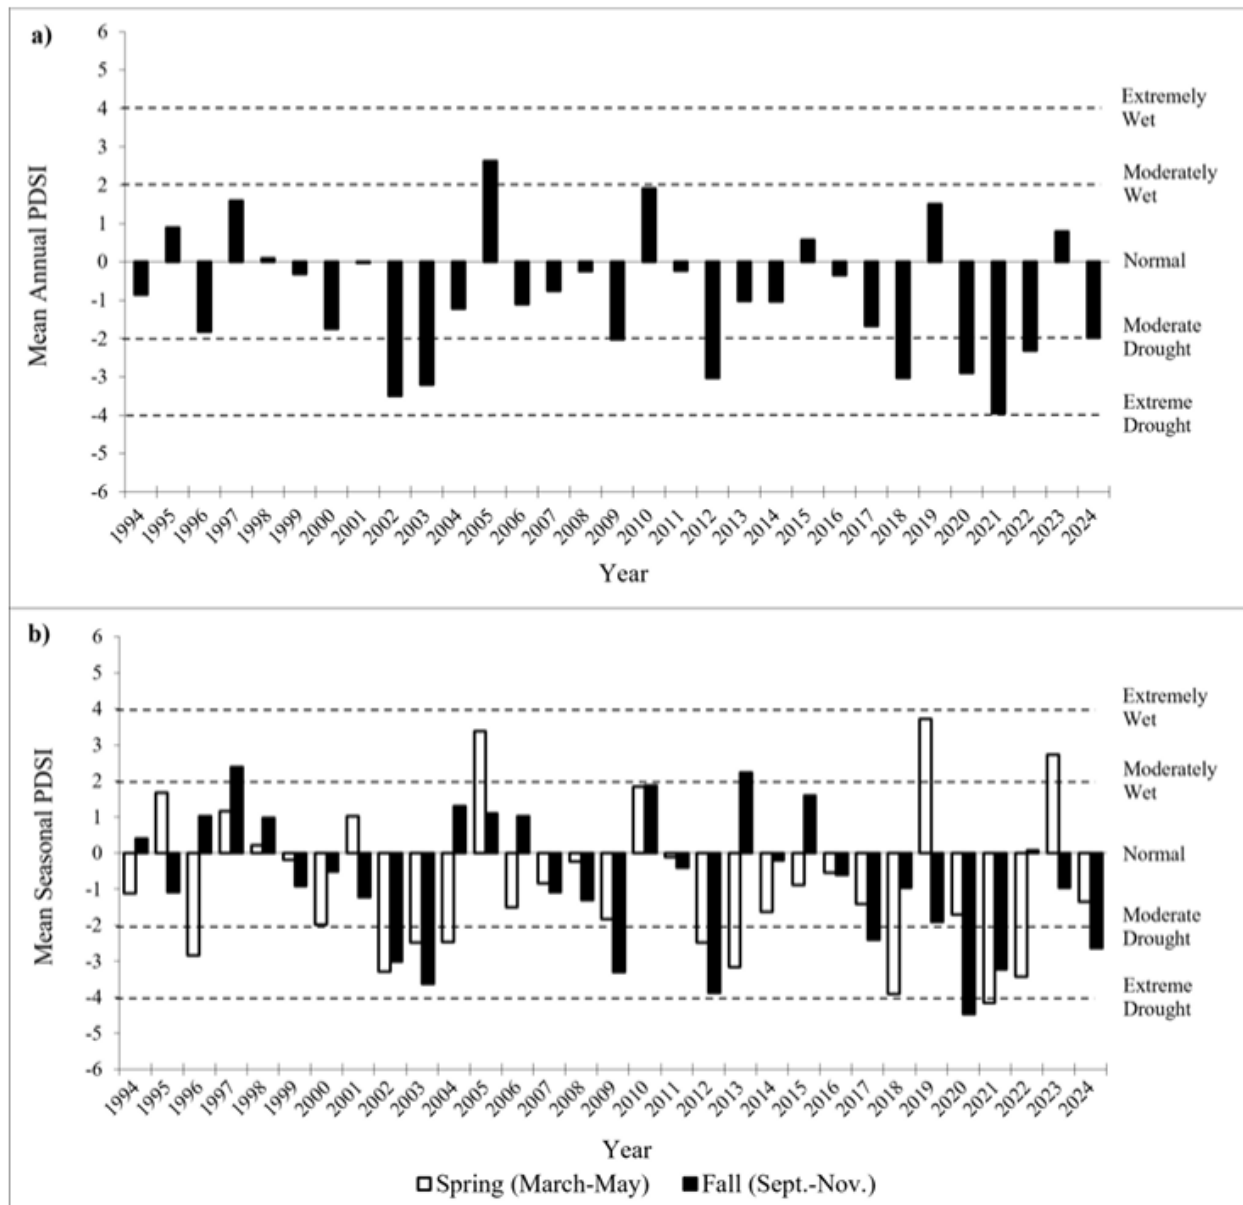 a)
Mean Annual PDSI
6
5
4
3
2
1
0
-1
-2
-3
-4
-5
-6
Extremely
Wet
Moderately
Wet
Normal
Moderate
Drought
Extreme
Drought
1994 1995 1996 1997 1998 1999 2000 2001 2002 2003 2004 2005 2006 2007 2008 2009 2010 2011 2012 2013 2014 2015 2016 2017 2018 2019 2020 2021 2022 2023 2024
Year
b)
Mean Seasonal PDSI
6
5
4
3
2
1
0
-1
-2
-3
-4
-5
-6
Extremely
Wet
Moderately
Wet
Normal
Moderate
Drought
Extreme
Drought
1994 1995 1996 1997 1998 1999 2000 2001 2002 2003 2004 2005 2006 2007 2008 2009 2010 2011 2012 2013 2014 2015 2016 2017 2018 2019 2020 2021 2022 2023 2024
Year
Spring (March-May) Fall (Sept.-Nov.)